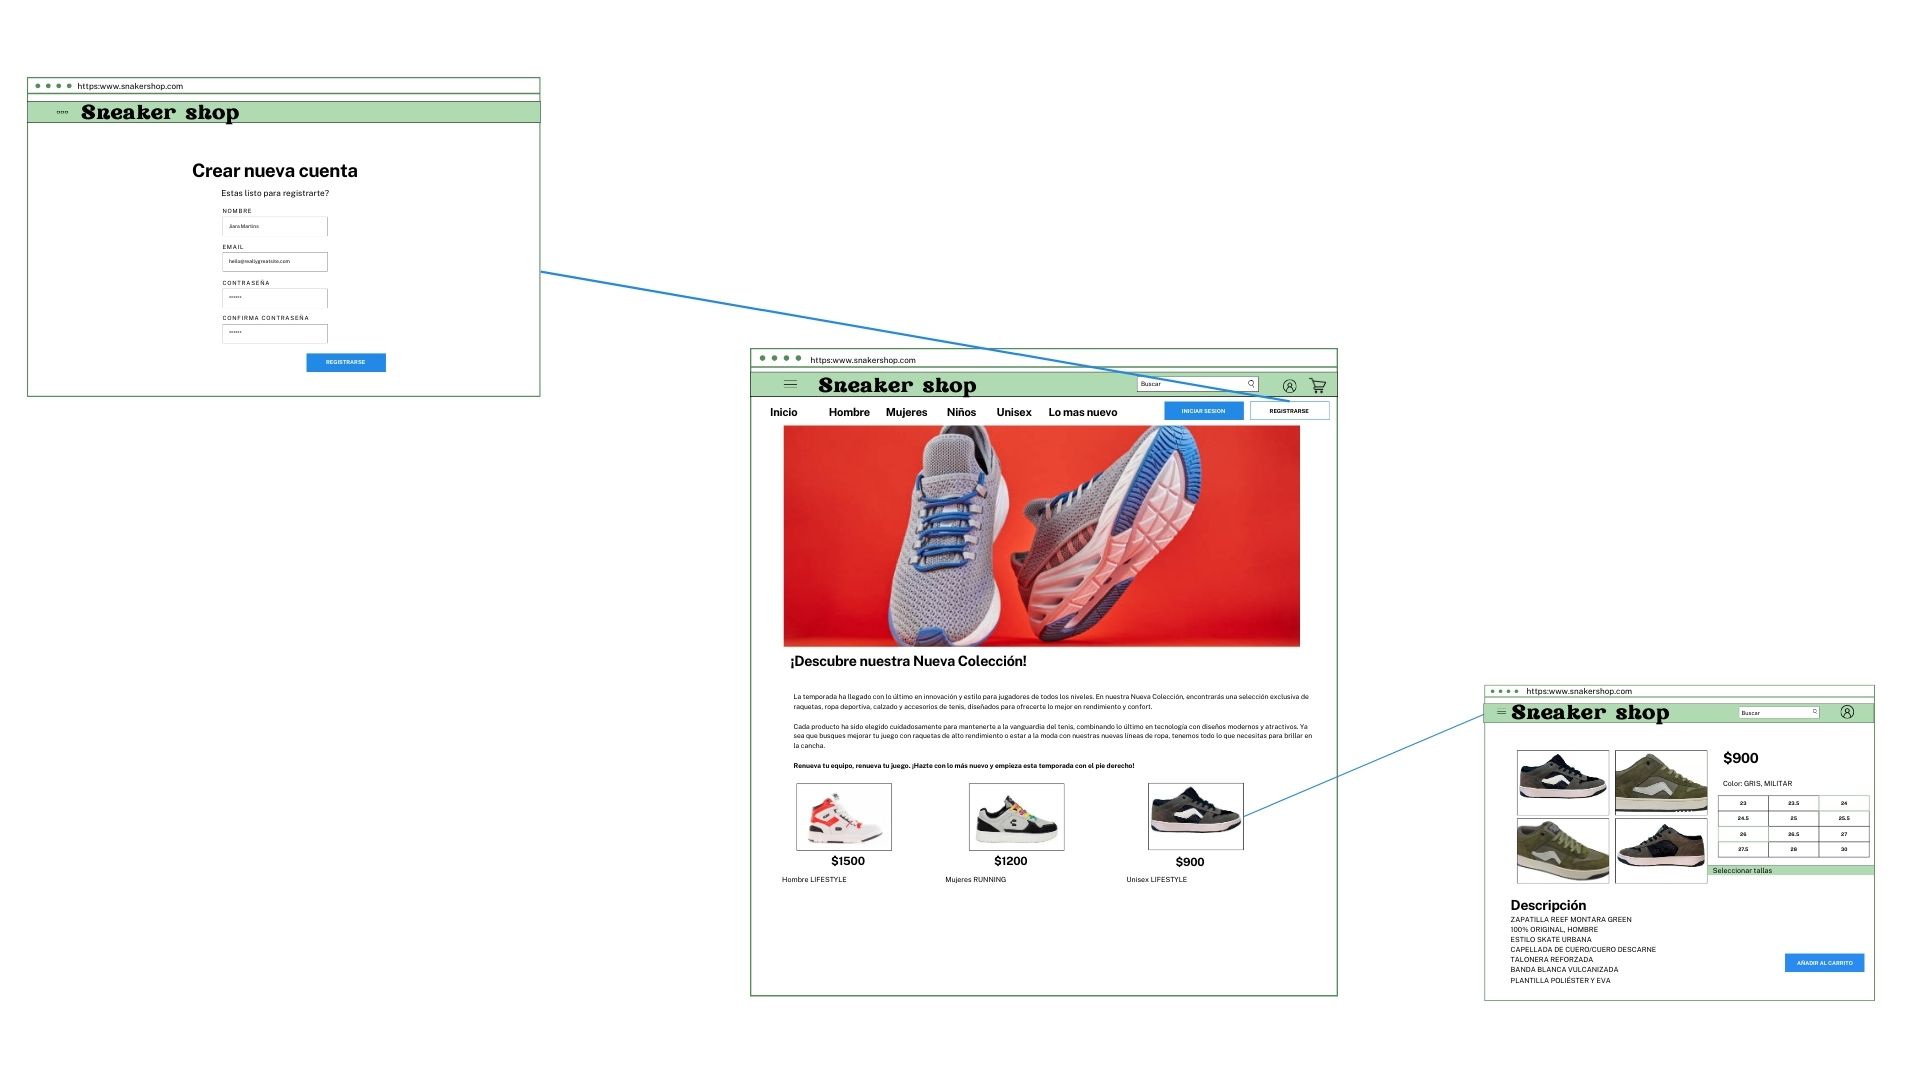 https:www.snakershop.com
Sneaker shop
Crear nueva cuenta
Estas listo para registrarte?
NOMBRE
Jiara Martins
EMAIL
hello@reallygreatsite.com
CONTRASEÑA
******
CONFIRMA CONTRASEÑA
******
REGISTRARSE
https:www.snakershop.com
Sneaker shop
Buscar
Inicio Hombre Mujeres Niños Unisex Lo mas nuevo
INICIAR SESION REGISTRARSE
¡Descubre nuestra Nueva Colección!
La temporada ha llegado con lo último en innovación y estilo para jugadores de todos los niveles. En nuestra Nueva Colección, encontrarás una selección exclusiva de
raquetas, ropa deportiva, calzado y accesorios de tenis, diseñados para ofrecerte lo mejor en rendimiento y confort.
Cada producto ha sido elegido cuidadosamente para mantenerte a la vanguardia del tenis, combinando lo último en tecnología con diseños modernos y atractivos. Ya
sea que busques mejorar tu juego con raquetas de alto rendimiento o estar a la moda con nuestras nuevas líneas de ropa, tenemos todo lo que necesitas para brillar en
la cancha.
Renueva tu equipo, renueva tu juego. ¡Hazte con lo más nuevo y empieza esta temporada con el pie derecho!
$1500 $1200 $900
Hombre LIFESTYLE Mujeres RUNNING Unisex LIFESTYLE
https:www.snakershop.com
Sneaker shop
Buscar
$900
Color: GRIS, MILITAR
23 23.5 24
24.5 25 25.5
26 26.5 27
27.5 28 30
Seleccionar tallas
Descripción
ZAPATILLA REEF MONTARA GREEN
100% ORIGINAL, HOMBRE
ESTILO SKATE URBANA
CAPELLADA DE CUERO/CUERO DESCARNE
TALONERA REFORZADA
BANDA BLANCA VULCANIZADA
PLANTILLA POLIÉSTER Y EVA
AÑADIR AL CARRITO